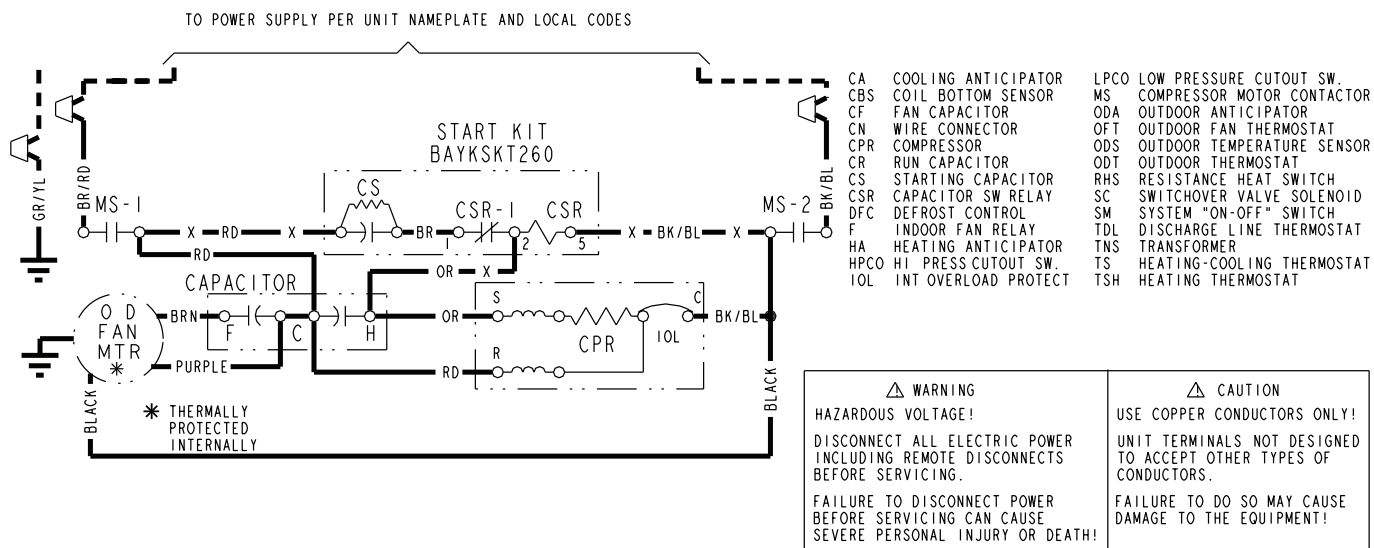 TO POWER SUPPLY PER UNIT NAMEPLATE AND LOCAL CODES
CA COOLING ANTICIPATOR
CBS COIL BOTTOM SENSOR
CF FAN CAPACITOR
CN WIRE CONNECTOR
CPR COMPRESSOR
CR RUN CAPACITOR
CS STARTING CAPACITOR
CSR CAPACITOR SW RELAY
DFC DEFROST CONTROL
F INDOOR FAN RELAY
HA HEATING ANTICIPATOR
HPCO HI PRESS CUTOUT SW.
IOL INT OVERLOAD PROTECT
LPCO LOW PRESSURE CUTOUT SW.
MS COMPRESSOR MOTOR CONTACTOR
ODA OUTDOOR ANTICIPATOR
OFT OUTDOOR FAN THERMOSTAT
ODS OUTDOOR TEMPERATURE SENSOR
ODT OUTDOOR THERMOSTAT
RHS RESISTANCE HEAT SWITCH
SC SWITCHOVER VALVE SOLENOID
SM SYSTEM "ON-OFF" SWITCH
TDL DISCHARGE LINE THERMOSTAT
TNS TRANSFORMER
TS HEATING-COOLING THERMOSTAT
TSH HEATING THERMOSTAT
START KIT
BAYKSKT260
GR/YL
BR/RD
MS-1
CS
CSR-1
CSR
MS-2
BK/BL
X RD X
BR
1
2
5
X BK/BL X
RD
OR X
CAPACITOR
O D
FAN
MTR
*
BRN
F
C
H
OR
S
C
CPR
IOL
BK/BL
PURPLE
RD
R
BLACK
BLACK
* THERMALLY
PROTECTED
INTERNALLY
⚠ WARNING
HAZARDOUS VOLTAGE!
DISCONNECT ALL ELECTRIC POWER
INCLUDING REMOTE DISCONNECTS
BEFORE SERVICING.
FAILURE TO DISCONNECT POWER
BEFORE SERVICING CAN CAUSE
SEVERE PERSONAL INJURY OR DEATH!
⚠ CAUTION
USE COPPER CONDUCTORS ONLY!
UNIT TERMINALS NOT DESIGNED
TO ACCEPT OTHER TYPES OF
CONDUCTORS.
FAILURE TO DO SO MAY CAUSE
DAMAGE TO THE EQUIPMENT!